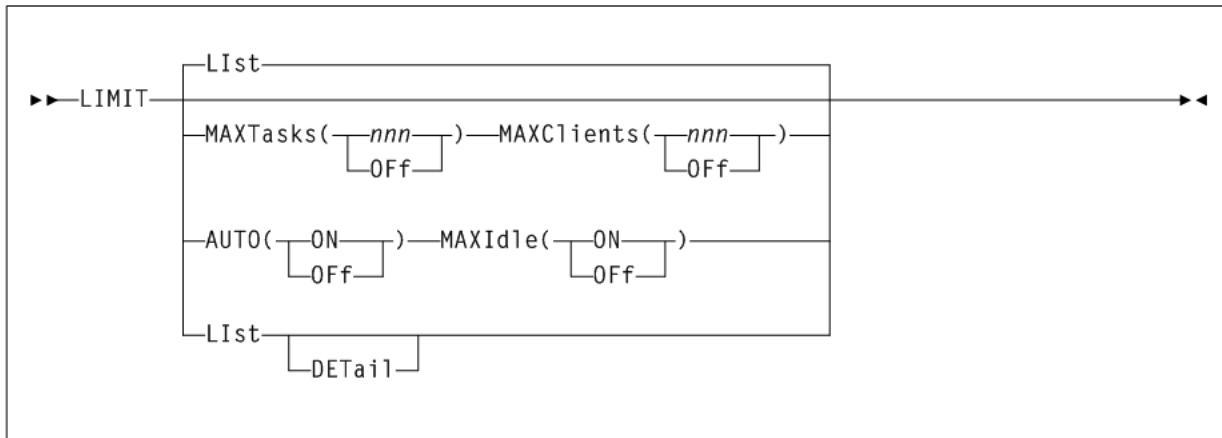 LIst
LIMIT
MAXTasks( nnn ) MAXClients( nnn )
OFf OFf
AUTO( ON ) MAXIdle( ON )
OFf OFf
LIst
DETail